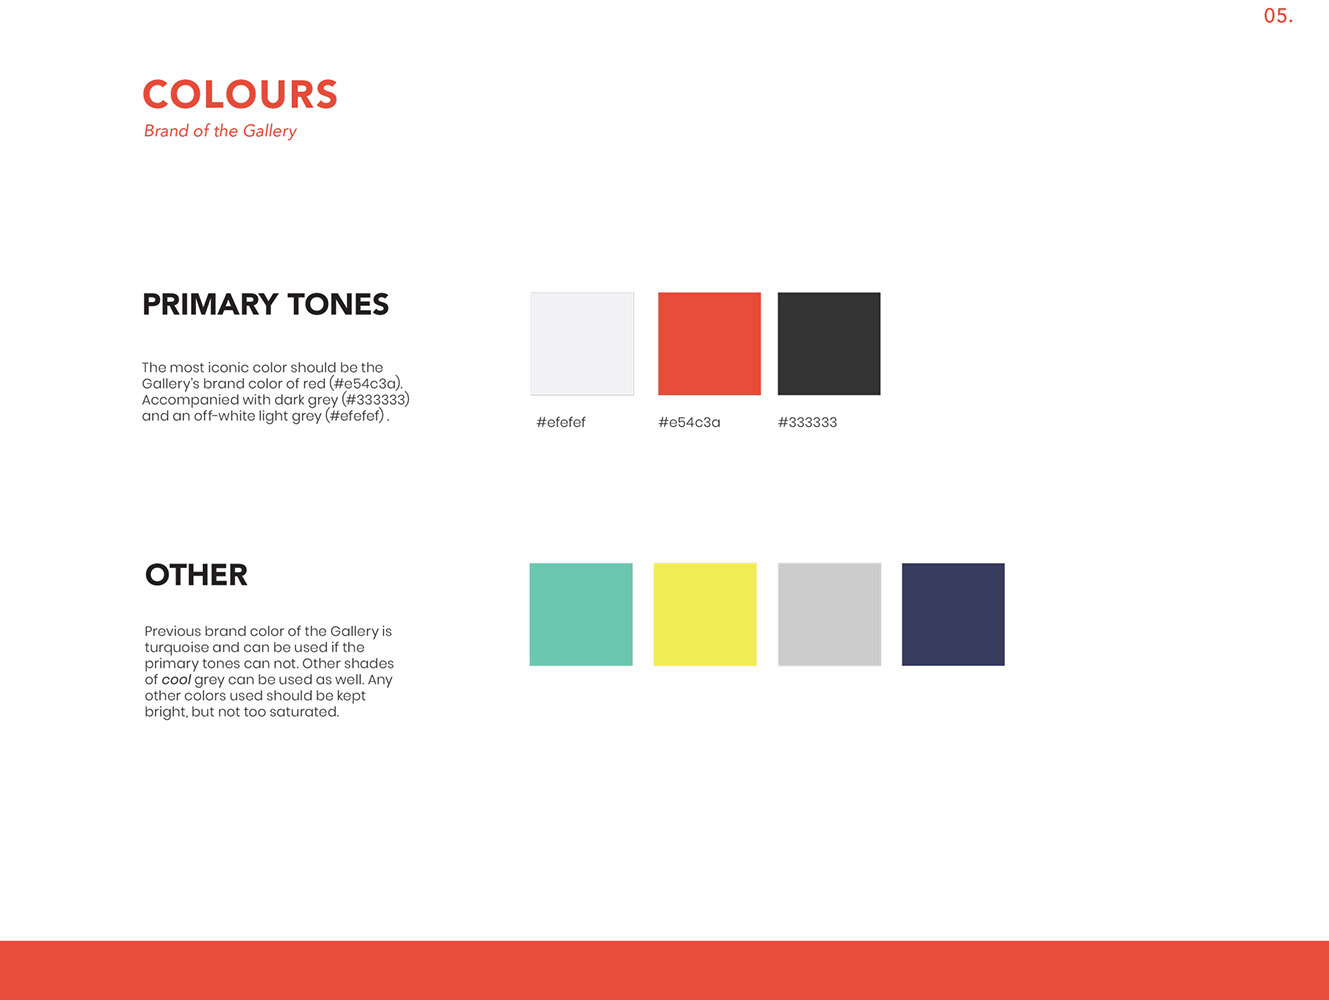 05.
COLOURS
Brand of the Gallery
PRIMARY TONES
The most iconic color should be the
Gallery's brand color of red (#e54c3a).
Accompanied with dark grey (#333333)
and an off-white light grey (#efefef) .
#efefef
#e54c3a
#333333
OTHER
Previous brand color of the Gallery is
turquoise and can be used if the
primary tones can not. Other shades
of cool grey can be used as well. Any
other colors used should be kept
bright, but not too saturated.